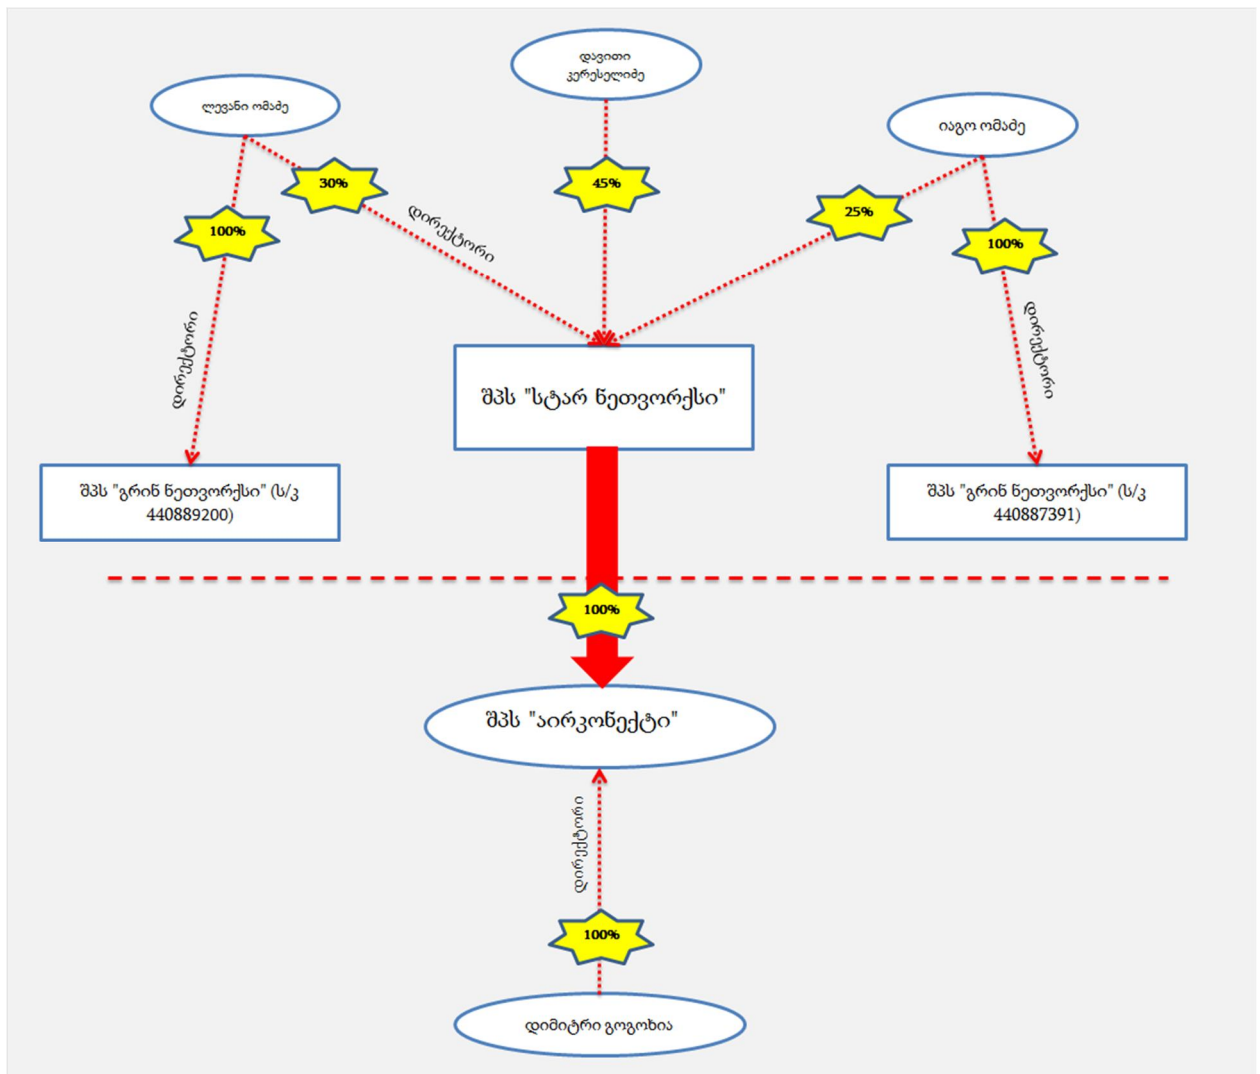 დავითი
კერესელიძე
ლევანი ომაძე
იაგო ომაძე
30%
45%
25%
100%
100%
დირექტორი
დირექტორი
დირექტორი
შპს "სტარ ნეთვორქსი"
შპს "გრინ ნეთვორქსი" (ს/კ
440889200)
შპს "გრინ ნეთვორქსი" (ს/კ
440887391)
100%
შპს "აირკონექტი"
დირექტორი
100%
დიმიტრი გოგოხია